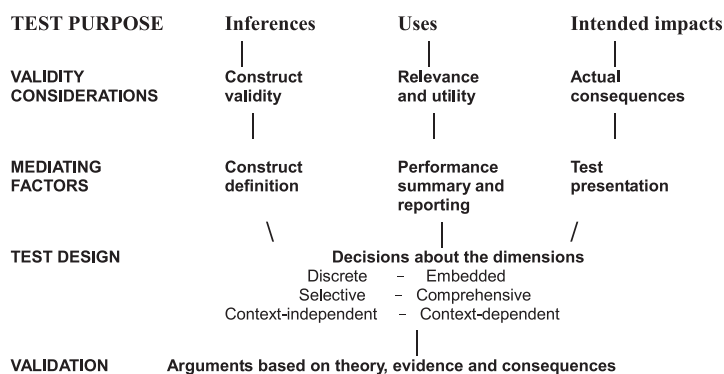 TEST PURPOSE Inferences Uses Intended impacts
VALIDITY Construct Relevance Actual
CONSIDERATIONS validity and utility consequences
MEDIATING Construct Performance Test
FACTORS definition summary and presentation
reporting
TEST DESIGN Decisions about the dimensions
Discrete – Embedded
Selective – Comprehensive
Context-independent – Context-dependent
VALIDATION Arguments based on theory, evidence and consequences